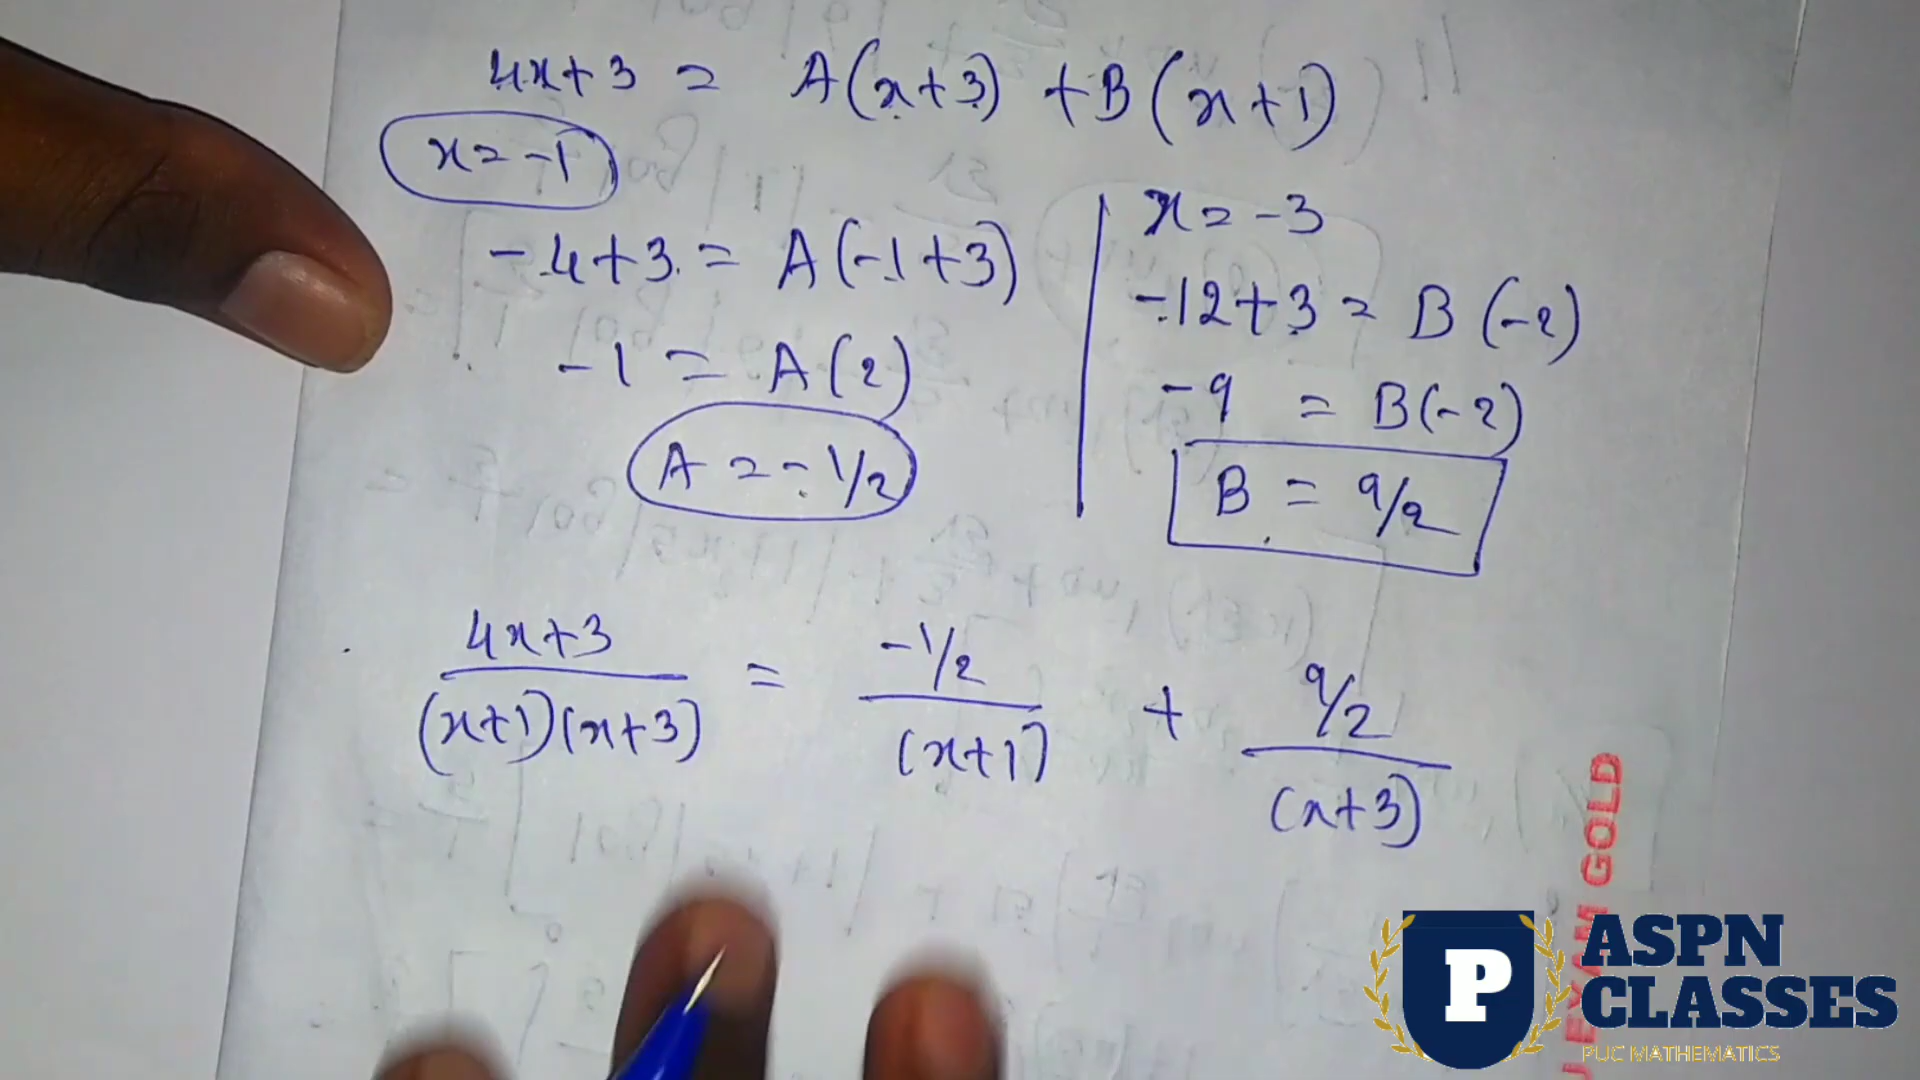 4x+3 = A(x+3) + B(x+1)
x = -1
-4+3 = A(-1+3)
-1 = A(2)
A = -1/2
x = -3
-12+3 = B(-2)
-9 = B(-2)
B = 9/2
4x+3/(x+1)(x+3) = -1/2/(x+1) + 9/2/(x+3)
GOLD
P
ASPN
CLASSES
PUC MATHEMATICS